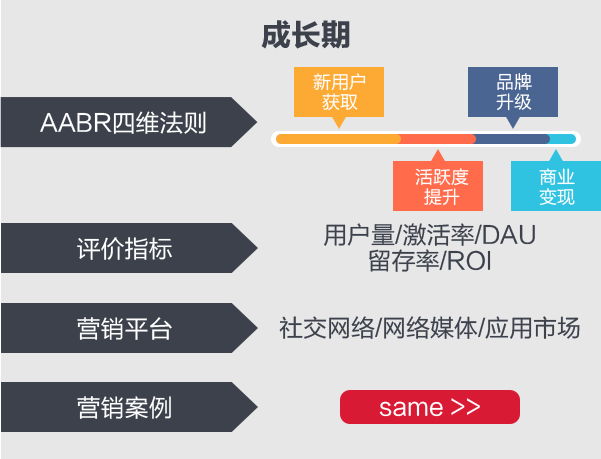 成长期
新用户
获取
品牌
升级
AABR四维法则
活跃度
提升
商业
变现
评价指标
用户量/激活率/DAU
留存率/ROI
营销平台
社交网络/网络媒体/应用市场
营销案例
same >>